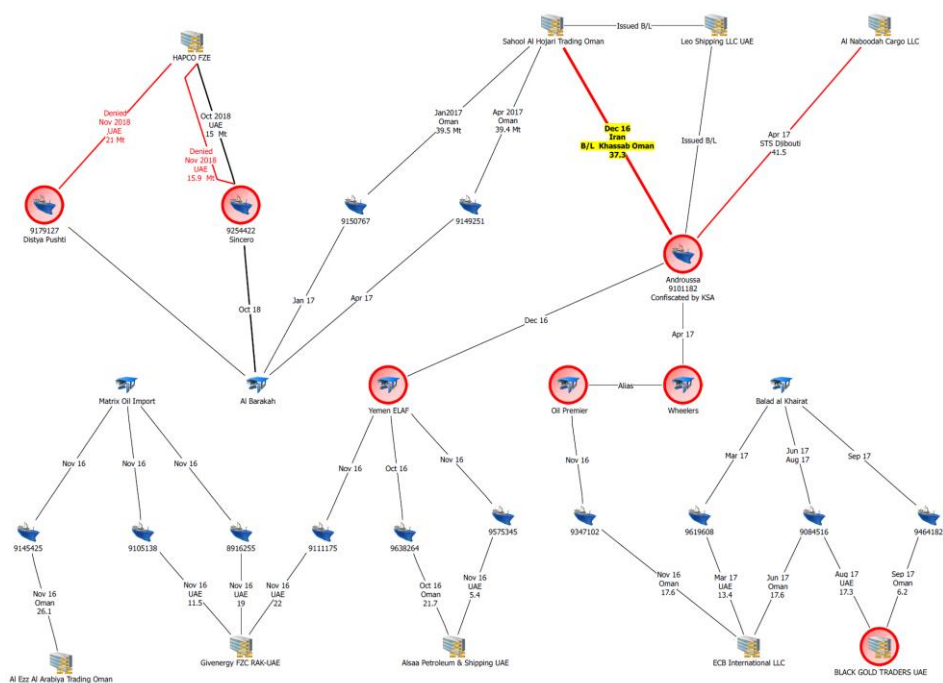 HAPCO FZE
Sahool Al Hojari Trading Oman
Issued B/L
Leo Shipping LLC UAE
Al Naboodah Cargo LLC
Denied
Nov 2018
UAE
21 Mt
Oct 2018
UAE
15 Mt
Denied
Nov 2018
UAE
15.9 Mt
Jan2017
Oman
39.5 Mt
Apr 2017
Oman
39.4 Mt
Dec 16
Iran
B/L Khassab Oman
37.3
Issued B/L
Apr 17
STS Djibouti
41.5
9179127
Distya Pushti
9254422
Sincero
9150767
9149251
Androussa
9101182
Confiscated by KSA
Oct 18
Jan 17
Apr 17
Dec 16
Apr 17
Matrix Oil Import
Al Barakah
Yemen ELAF
Oil Premier
Alias
Wheelers
Balad al Khairat
Nov 16
Nov 16
Nov 16
Nov 16
Oct 16
Nov 16
Nov 16
Mar 17
Jun 17
Aug 17
Sep 17
9145425
9105138
8916255
9111175
9638264
9575345
9347102
9619608
9084516
9464182
Nov 16
Oman
26.1
Nov 16
UAE
11.5
Nov 16
UAE
19
Nov 16
UAE
22
Oct 16
Oman
21.7
Nov 16
UAE
5.4
Nov 16
Oman
17.6
Mar 17
UAE
13.4
Jun 17
Oman
17.6
Aug 17
UAE
17.3
Sep 17
Oman
6.2
Al Ezz Al Arabiya Trading Oman
Givenergy FZC RAK-UAE
Alsaa Petroleum & Shipping UAE
ECB International LLC
BLACK GOLD TRADERS UAE